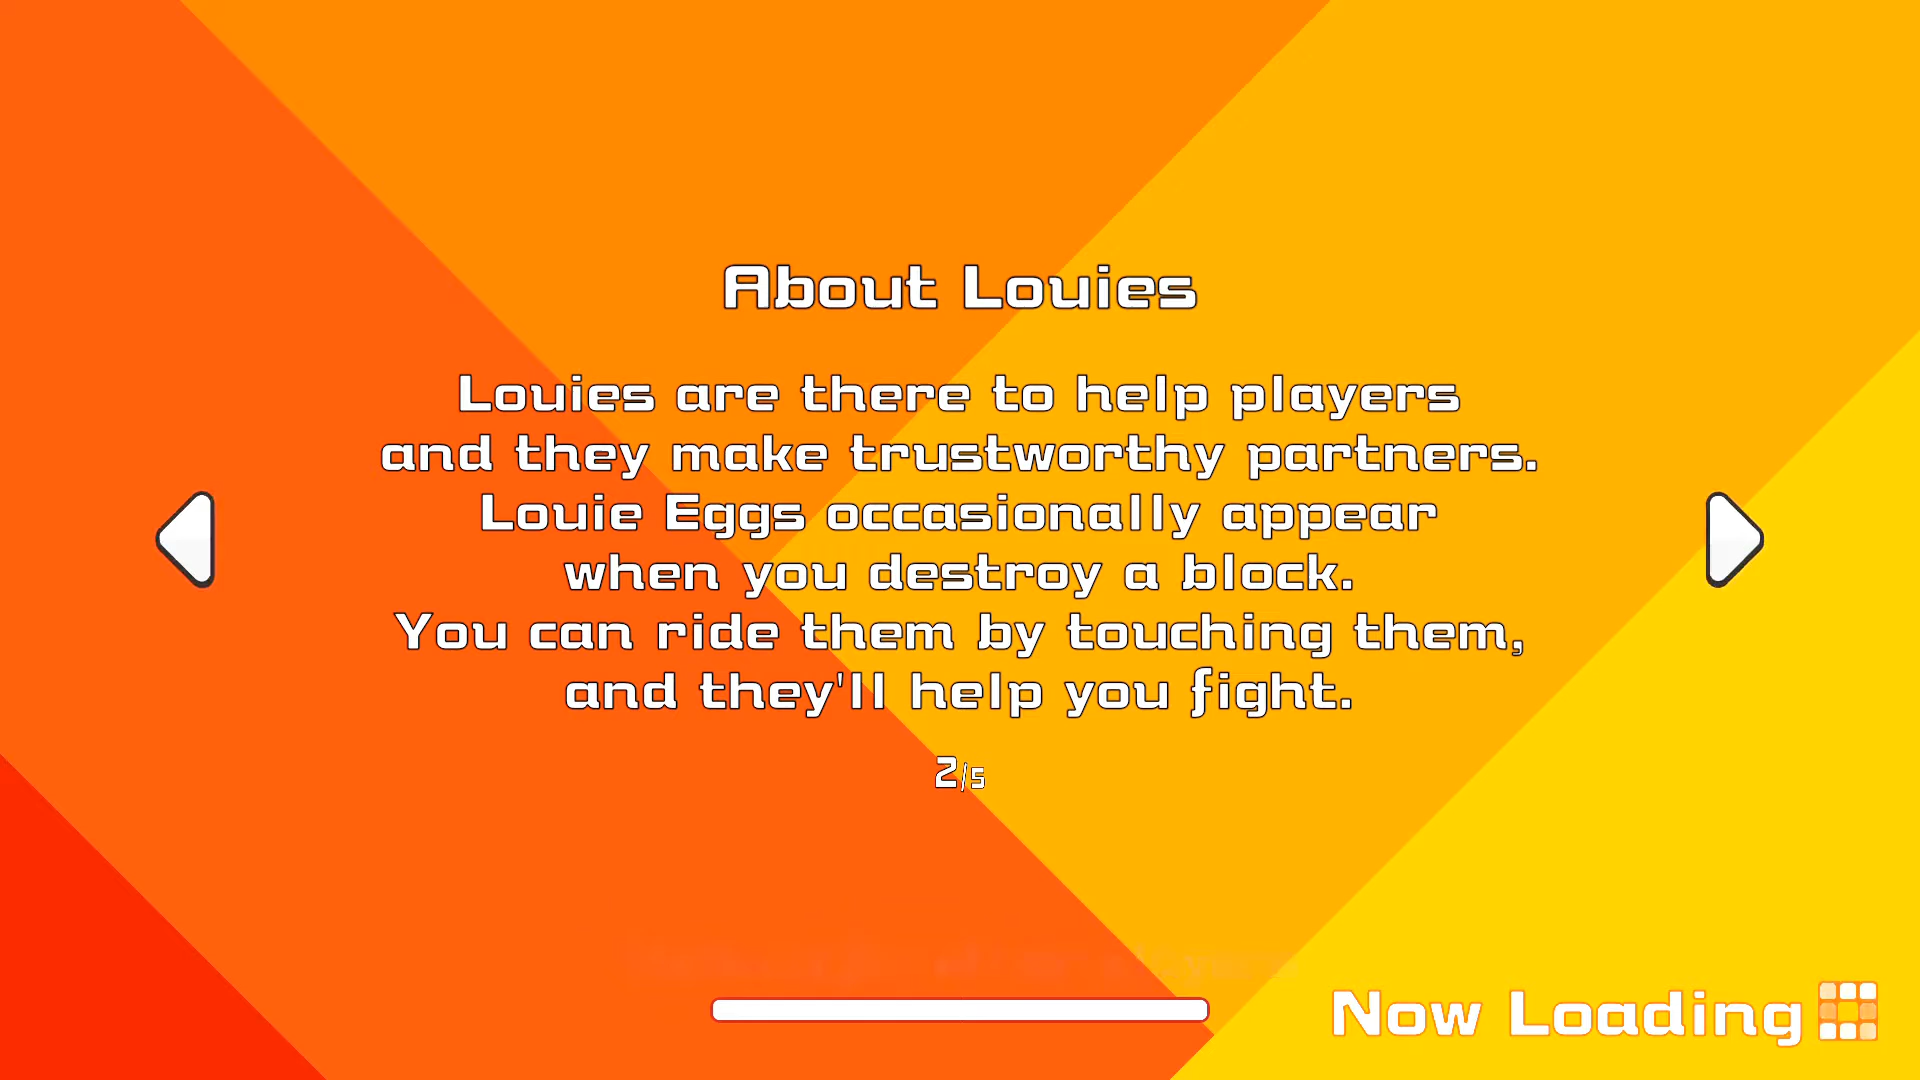 About Louies
Louies are there to help players
and they make trustworthy partners.
Louie Eggs occasionally appear
when you destroy a block.
You can ride them by touching them,
and they'll help you fight.
2/5
Now Loading